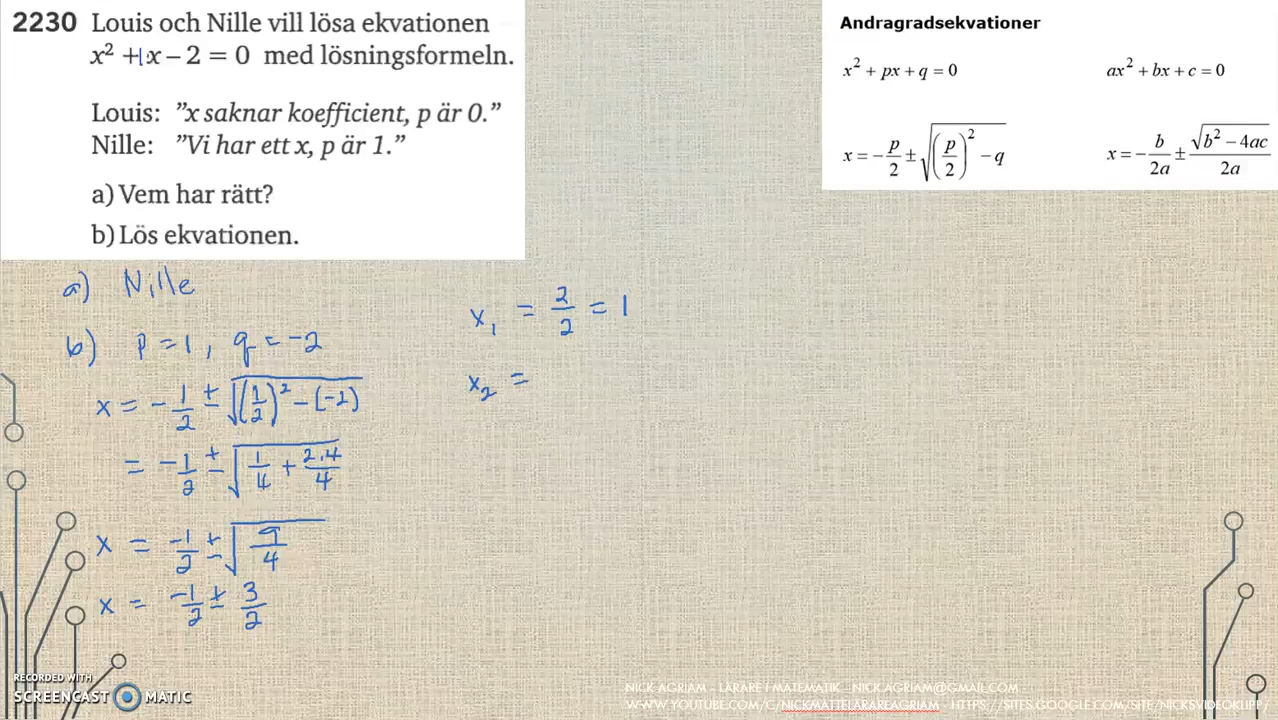 2230 Louis och Nille vill lösa ekvationen
x² + 1x – 2 = 0 med lösningsformeln.
Louis: ”x saknar koefficient, p är 0.”
Nille: ”Vi har ett x, p är 1.”
a) Vem har rätt?
b) Lös ekvationen.
Andragradsekvationer
x² + px + q = 0
ax² + bx + c = 0
x = -p/2 ± √((p/2)² - q)
x = -b/2a ± √(b² - 4ac)/2a
a) Nille
b) p = 1, q = -2
x = -1/2 ± √((1/2)² - (-2))
= -1/2 ± √(1/4 + 2·4/4)
x = -1/2 ± √(9/4)
x = -1/2 ± 3/2
x₁ = 2/2 = 1
x₂ =
RECORDED WITH
SCREENCAST MATIC
NICK AGRIAM - LÄRARE I MATEMATIK - NICK.AGRIAM@GMAIL.COM -
WWW.YOUTUBE.COM/C/NICKMATTELÄRAREAGRIAM - HTTPS://SITES.GOOGLE.COM/SITE/NICKSVIDEOKLIPP/